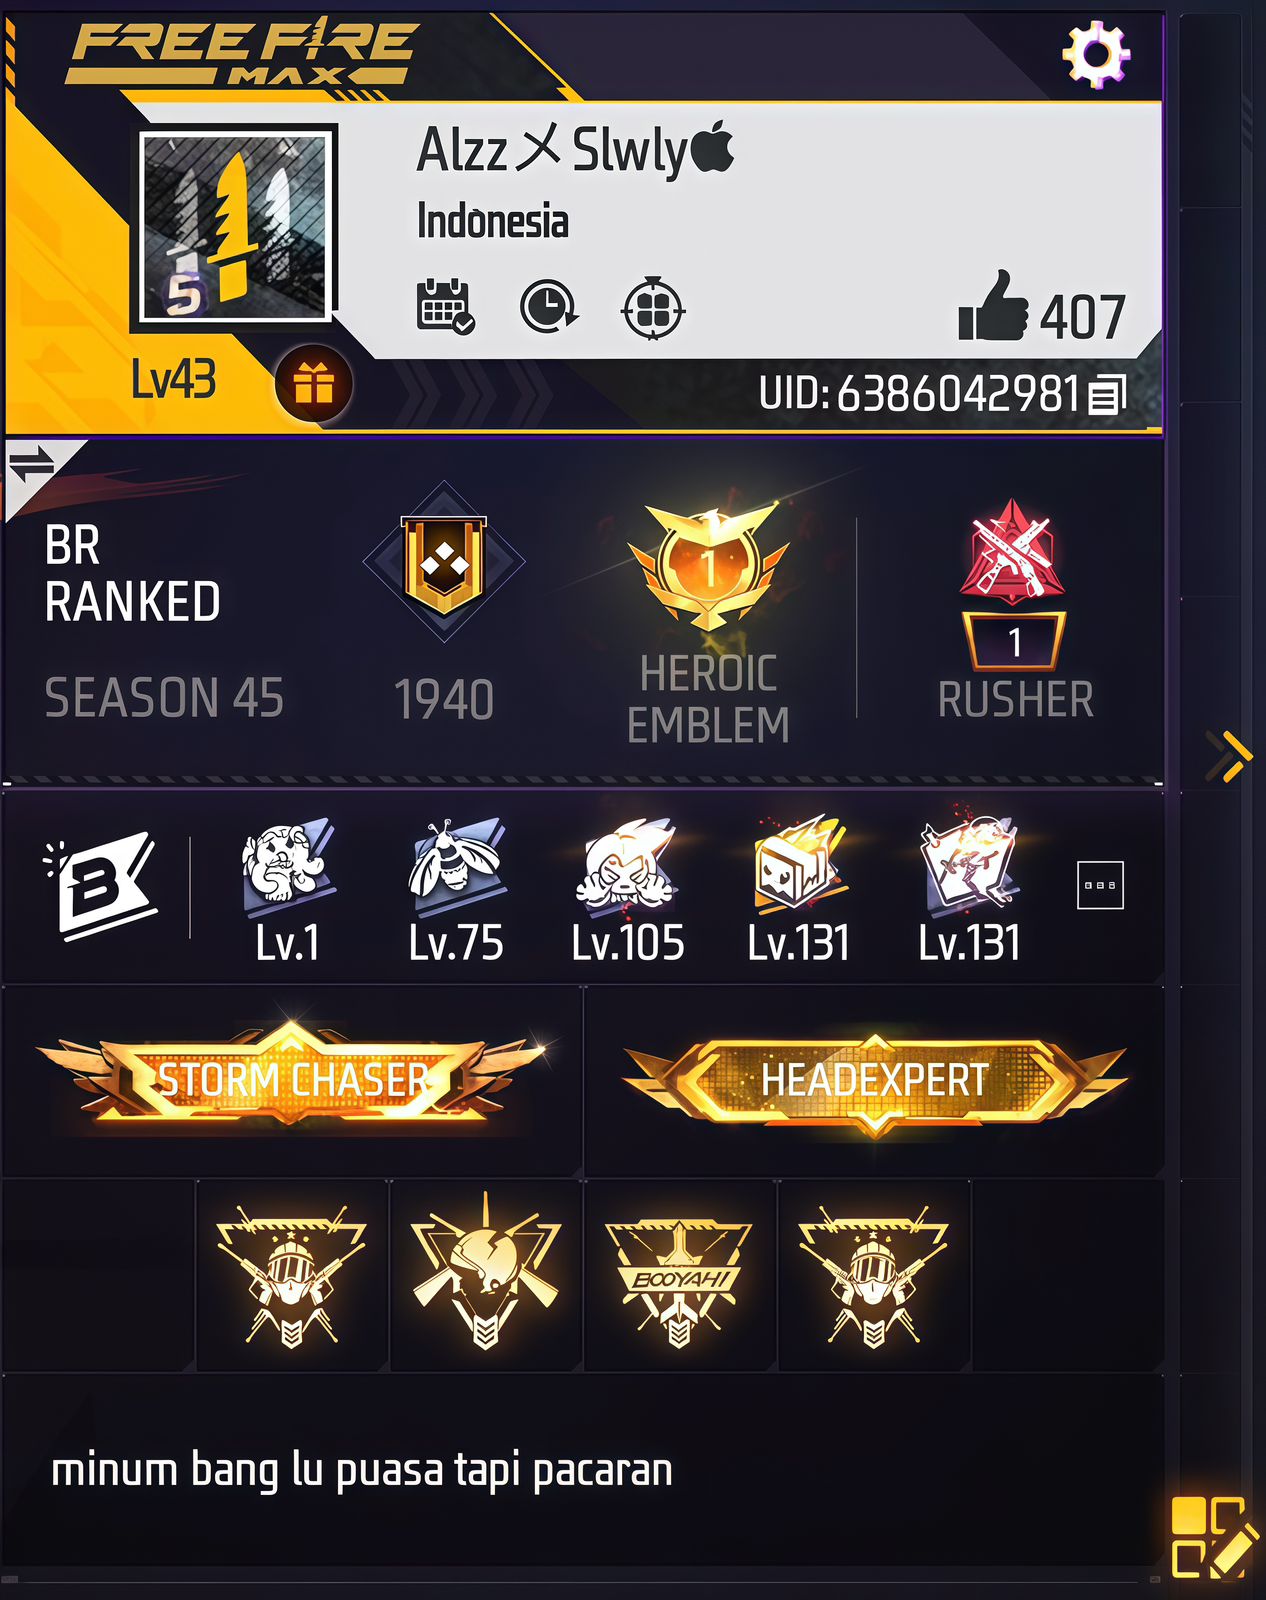 FREE FIRE
MAX
Alzz乄Slwly
Indonesia
5
407
Lv43
UID:6386042981
BR
RANKED
SEASON 45
1940
1
HEROIC
EMBLEM
1
RUSHER
B
Lv.1
Lv.75
Lv.105
Lv.131
Lv.131
STORM CHASER
HEADEXPERT
BOOYAH!
minum bang lu puasa tapi pacaran